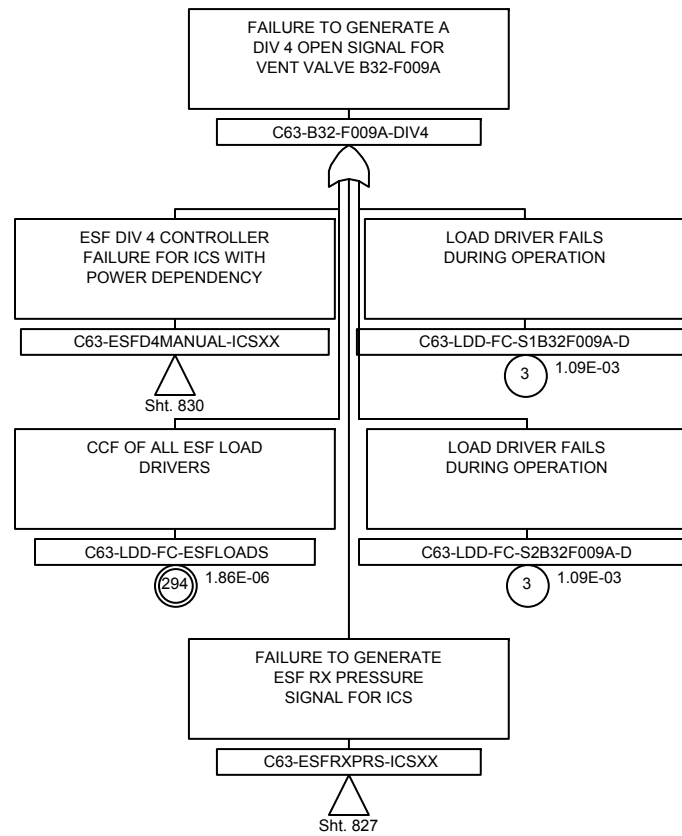 FAILURE TO GENERATE A
DIV 4 OPEN SIGNAL FOR
VENT VALVE B32-F009A
C63-B32-F009A-DIV4
ESF DIV 4 CONTROLLER
FAILURE FOR ICS WITH
POWER DEPENDENCY
C63-ESFD4MANUAL-ICSXX
Sht. 830
LOAD DRIVER FAILS
DURING OPERATION
C63-LDD-FC-S1B32F009A-D
3
1.09E-03
CCF OF ALL ESF LOAD
DRIVERS
C63-LDD-FC-ESFLOADS
294
1.86E-06
LOAD DRIVER FAILS
DURING OPERATION
C63-LDD-FC-S2B32F009A-D
3
1.09E-03
FAILURE TO GENERATE
ESF RX PRESSURE
SIGNAL FOR ICS
C63-ESFRXPRS-ICSXX
Sht. 827